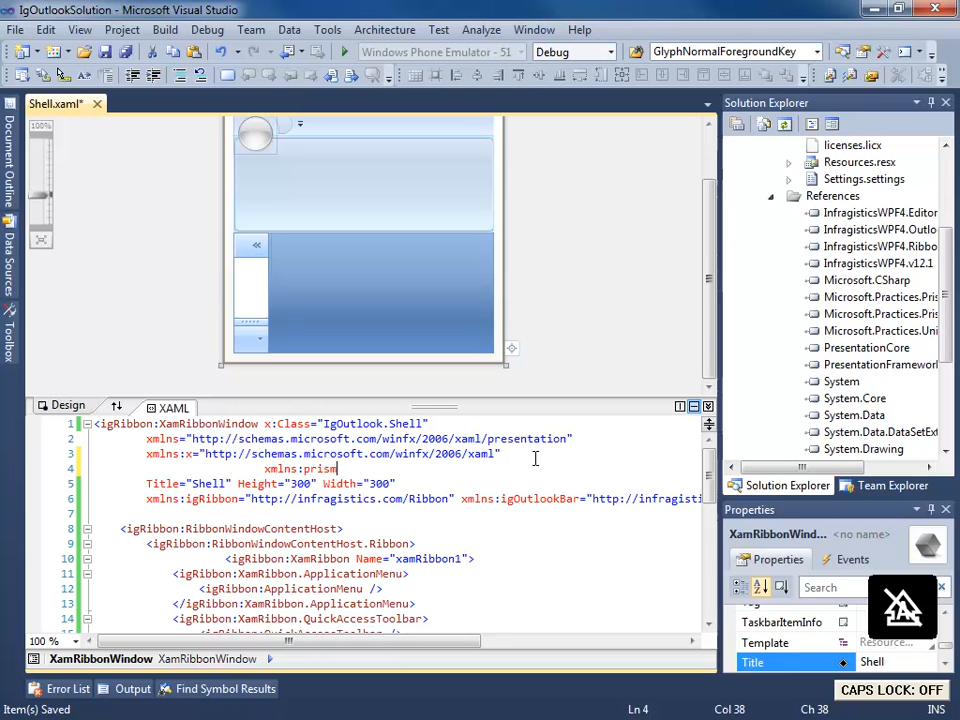 IgOutlookSolution - Microsoft Visual Studio
File Edit View Project Build Debug Team Data Tools Architecture Test Analyze Window Help
Windows Phone Emulator - 51 Debug GlyphNormalForegroundKey
Shell.xaml*
100%
Document Outline
Data Sources
Toolbox
Design XAML
1 <igRibbon:XamRibbonWindow x:Class="IgOutlook.Shell"
2 xmlns="http://schemas.microsoft.com/winfx/2006/xaml/presentation"
3 xmlns:x="http://schemas.microsoft.com/winfx/2006/xaml"
4 xmlns:prism
5 Title="Shell" Height="300" Width="300"
6 xmlns:igRibbon="http://infragistics.com/Ribbon" xmlns:igOutlookBar="http://infragisti
7
8 <igRibbon:RibbonWindowContentHost>
9 <igRibbon:RibbonWindowContentHost.Ribbon>
10 <igRibbon:XamRibbon Name="xamRibbon1">
11 <igRibbon:XamRibbon.ApplicationMenu>
12 <igRibbon:ApplicationMenu />
13 </igRibbon:XamRibbon.ApplicationMenu>
14 <igRibbon:XamRibbon.QuickAccessToolbar>
100 %
XamRibbonWindow XamRibbonWindow
Error List Output Find Symbol Results
Item(s) Saved Ln 4 Col 38 Ch 38 INS
Solution Explorer
licenses.licx
Resources.resx
Settings.settings
References
InfragisticsWPF4.Editor
InfragisticsWPF4.Outlo
InfragisticsWPF4.Ribbo
InfragisticsWPF4.v12.1
Microsoft.CSharp
Microsoft.Practices.Pris
Microsoft.Practices.Pris
Microsoft.Practices.Uni
PresentationCore
PresentationFramework
System
System.Core
System.Data
System.Data.DataSetExt
System.Drawing
Solution Explorer Team Explorer
Properties
XamRibbonWind... <no name>
Properties Events
Search
TaskbarItemInfo
Template Resource...
Title Shell
CAPS LOCK: OFF